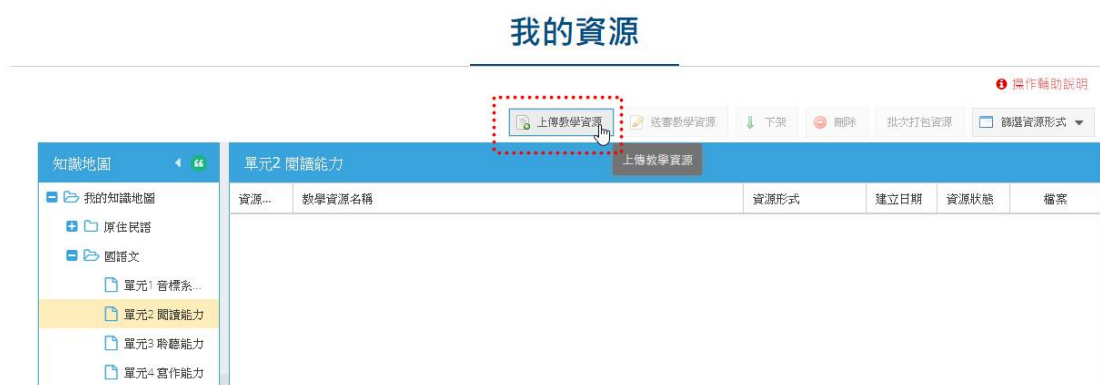 我的資源
操作輔助說明
上傳教學資源 送審教學資源 下架 刪除 批次打包資源 篩選資源形式
知識地圖 單元2 閱讀能力 上傳教學資源
我的知識地圖 資源... 教學資源名稱 資源形式 建立日期 資源狀態 檔案
原住民語
國語文
單元1 音標系...
單元2 閱讀能力
單元3 聆聽能力
單元4 寫作能力